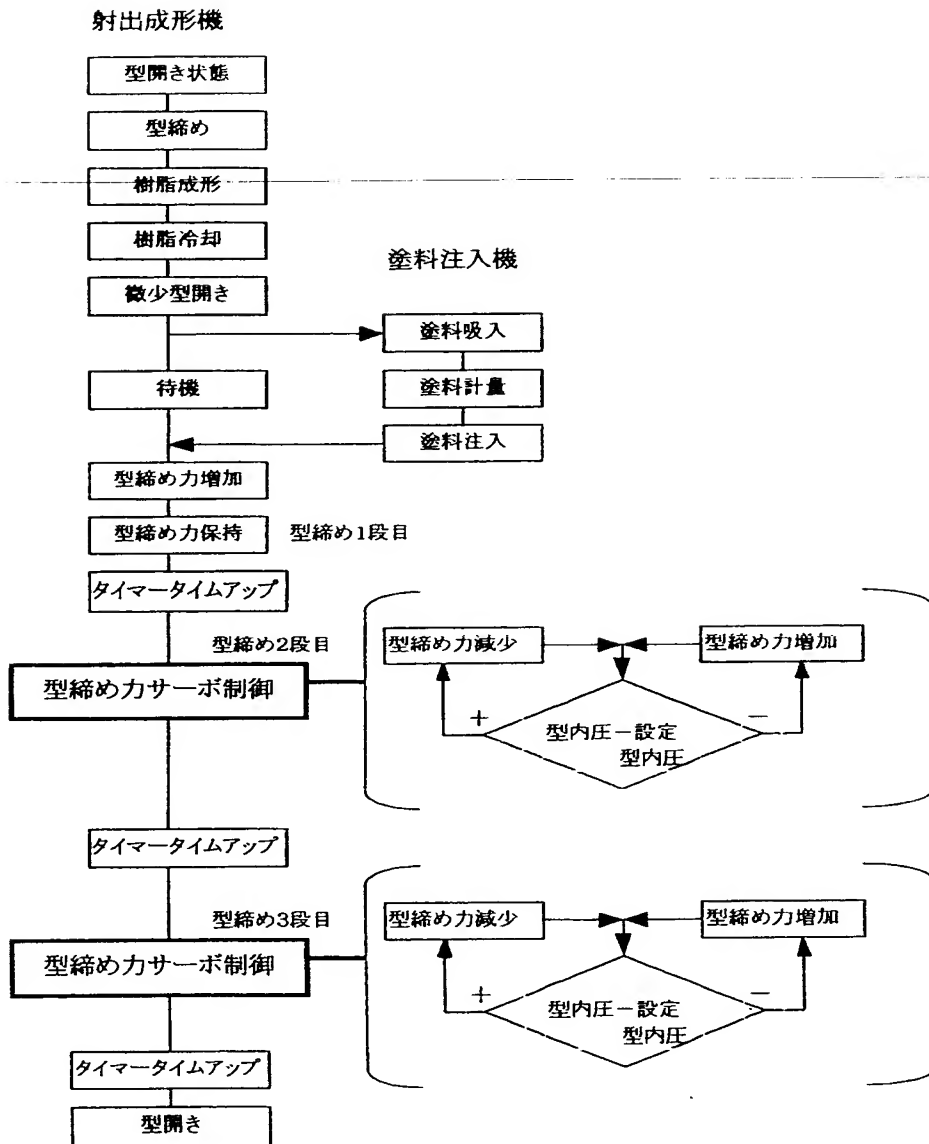 射出成形機
型開き状態
型締め
樹脂成形
樹脂冷却
微少型開き
塗料注入機
塗料吸入
待機
塗料計量
塗料注入
型締め力増加
型締め力保持
型締め1段目
タイマータイムアップ
型締め2段目
型締め力サーボ制御
型締め力減少
型締め力増加
+
−
型内圧−設定
型内圧
タイマータイムアップ
型締め3段目
型締め力サーボ制御
型締め力減少
型締め力増加
+
−
型内圧−設定
型内圧
タイマータイムアップ
型開き